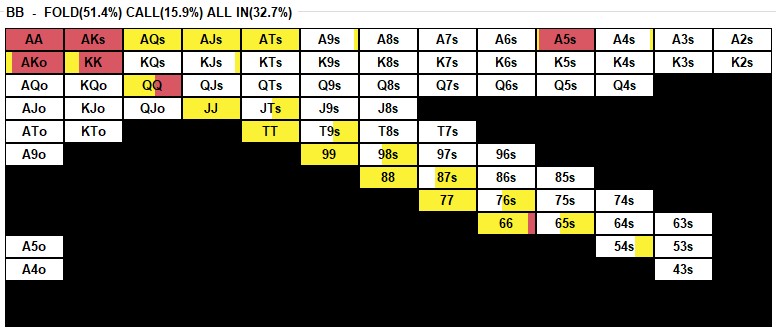 BB - FOLD(51.4%) CALL(15.9%) ALL IN(32.7%)
AA AKs AQs AJs ATs A9s A8s A7s A6s A5s A4s A3s A2s
AKo KK KQs KJs KTs K9s K8s K7s K6s K5s K4s K3s K2s
AQo KQo QQ QJs QTs Q9s Q8s Q7s Q6s Q5s Q4s
AJo KJo QJo JJ JTs J9s J8s
ATo KTo TT T9s T8s T7s
A9o 99 98s 97s 96s
88 87s 86s 85s
77 76s 75s 74s
66 65s 64s 63s
A5o 54s 53s
A4o 43s